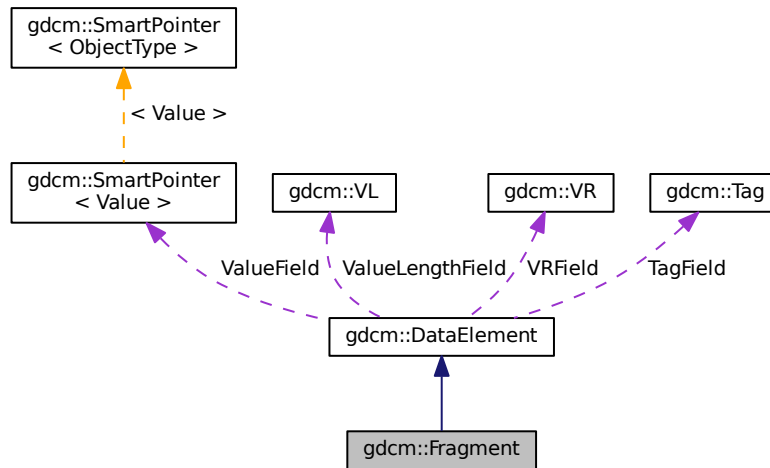 gdcm::SmartPointer
< ObjectType >
< Value >
gdcm::SmartPointer
< Value >
gdcm::VL
gdcm::VR
gdcm::Tag
ValueField
ValueLengthField
VRField
TagField
gdcm::DataElement
gdcm::Fragment